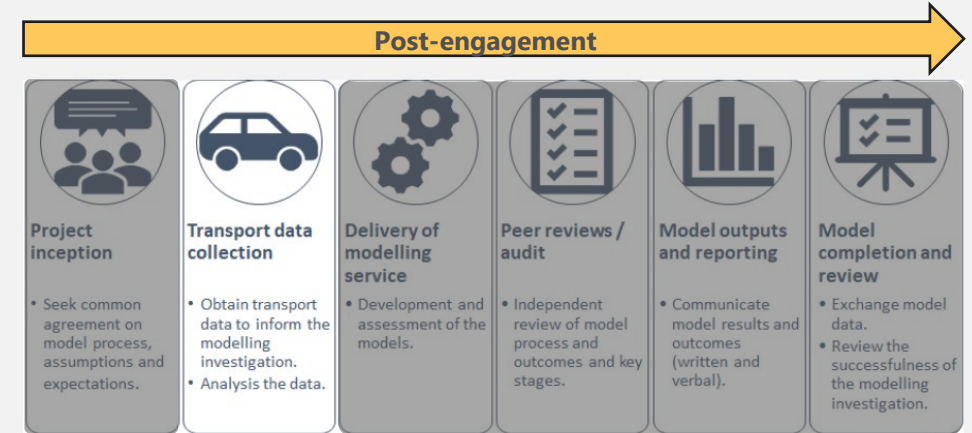 Post-engagement
Project
inception
• Seek common
agreement on
model process,
assumptions and
expectations.
Transport data
collection
• Obtain transport
data to inform the
modelling
investigation.
• Analysis the data.
Delivery of
modelling
service
• Development and
assessment of the
models.
Peer reviews /
audit
• Independent
review of model
process and
outcomes and key
stages.
Model outputs
and reporting
• Communicate
model results and
outcomes
(written and
verbal).
Model
completion and
review
• Exchange model
data.
• Review the
successfulness of
the modelling
investigation.